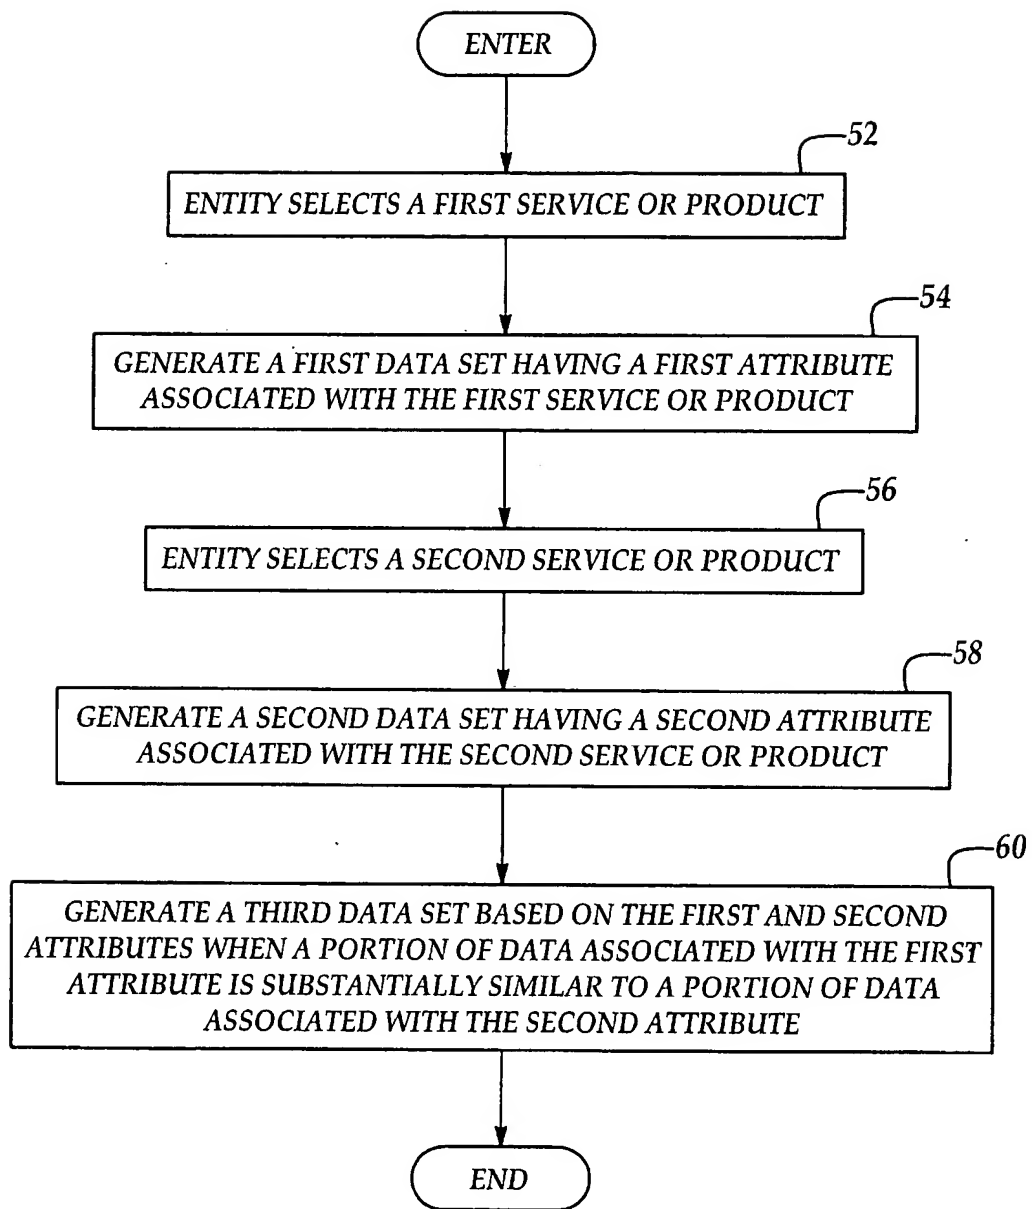 ENTER
52
ENTITY SELECTS A FIRST SERVICE OR PRODUCT
54
GENERATE A FIRST DATA SET HAVING A FIRST ATTRIBUTE
ASSOCIATED WITH THE FIRST SERVICE OR PRODUCT
56
ENTITY SELECTS A SECOND SERVICE OR PRODUCT
58
GENERATE A SECOND DATA SET HAVING A SECOND ATTRIBUTE
ASSOCIATED WITH THE SECOND SERVICE OR PRODUCT
60
GENERATE A THIRD DATA SET BASED ON THE FIRST AND SECOND
ATTRIBUTES WHEN A PORTION OF DATA ASSOCIATED WITH THE FIRST
ATTRIBUTE IS SUBSTANTIALLY SIMILAR TO A PORTION OF DATA
ASSOCIATED WITH THE SECOND ATTRIBUTE
END